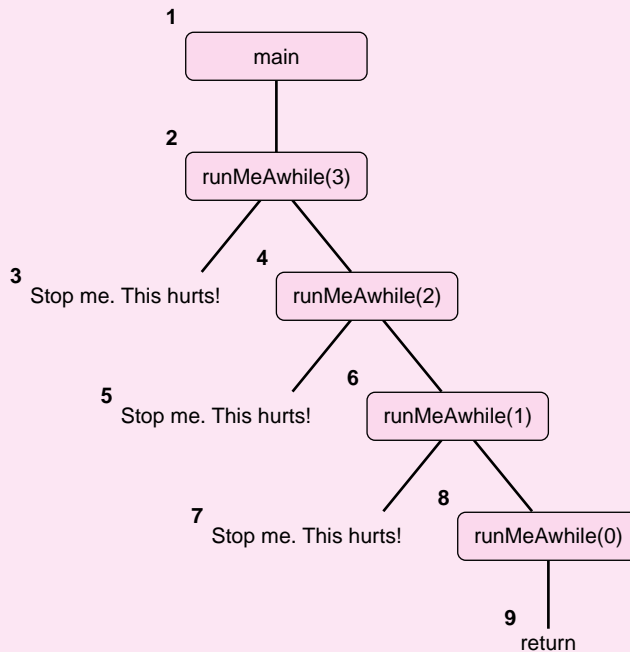 1
main
2
runMeAwhile(3)
3
Stop me. This hurts!
4
runMeAwhile(2)
5
Stop me. This hurts!
6
runMeAwhile(1)
7
Stop me. This hurts!
8
runMeAwhile(0)
9
return